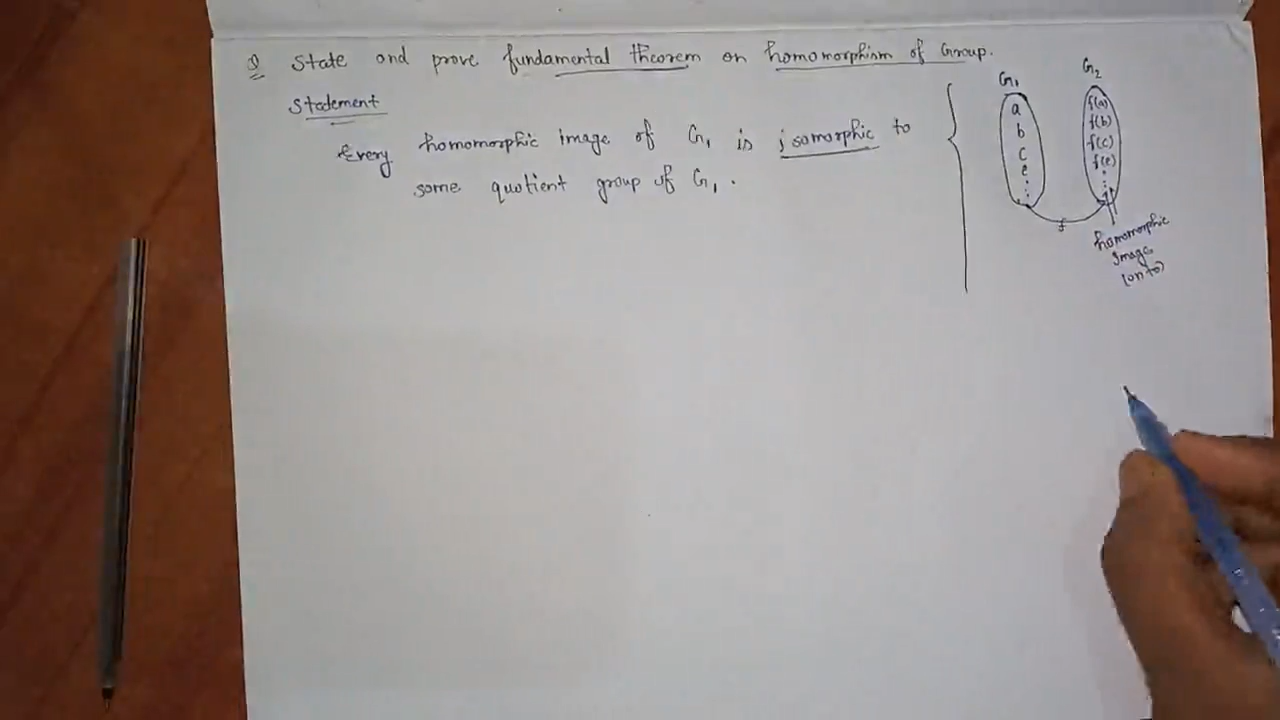 Q State and prove fundamental theorem on homomorphism of Group.
Statement
Every homomorphic image of G₁ is isomorphic to
some quotient group of G₁.
G₁
a
b
c
e
G₂
f(a)
f(b)
f(c)
f(e)
f
homomorphic
image
(onto)